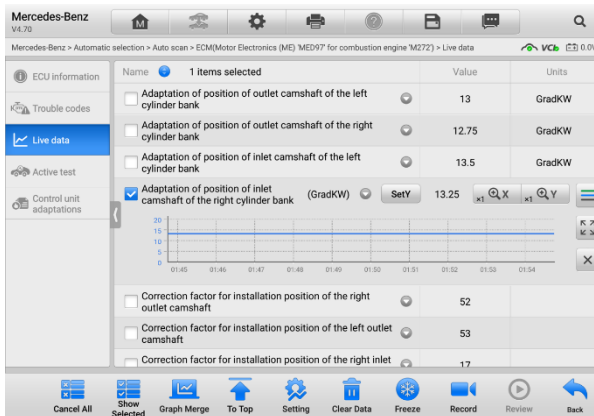 Mercedes-Benz
V4.70
Mercedes-Benz > Automatic selection > Auto scan > ECM(Motor Electronics (ME) 'MED97' for combustion engine 'M272') > Live data
VCI 0.0V
ECU information
Trouble codes
Live data
Active test
Control unit
adaptations
Name 1 items selected Value Units
Adaptation of position of outlet camshaft of the left
cylinder bank 13 GradKW
Adaptation of position of outlet camshaft of the right
cylinder bank 12.75 GradKW
Adaptation of position of inlet camshaft of the left
cylinder bank 13.5 GradKW
Adaptation of position of inlet
camshaft of the right cylinder bank (GradKW) SetY 13.25 x1 X x1 Y
20
15
10
5
0
01:45 01:46 01:47 01:48 01:49 01:50 01:51 01:52 01:53 01:54
Correction factor for installation position of the right
outlet camshaft 52
Correction factor for installation position of the left outlet
camshaft 53
Correction factor for installation position of the right inlet 17
Cancel All
Show
Selected
Graph Merge
To Top
Setting
Clear Data
Freeze
Record
Review
Back